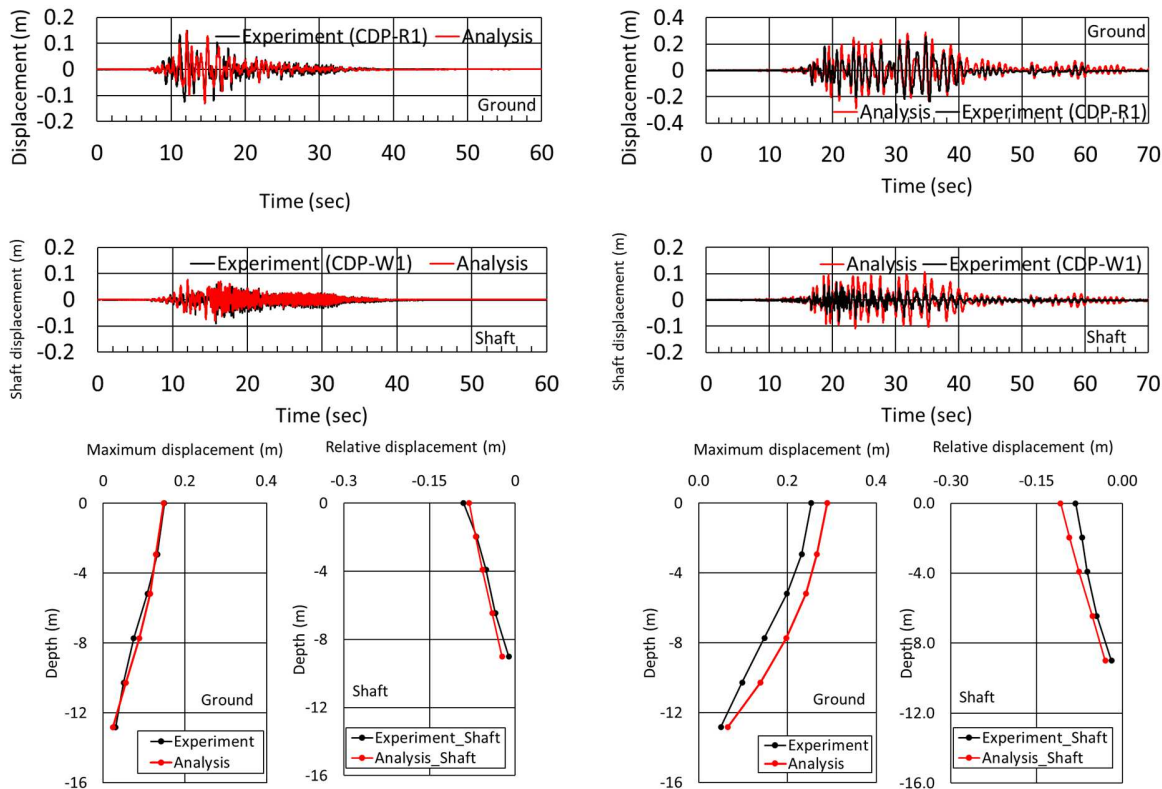 0.2
0.1
0
-0.1
-0.2
Displacement (m)
Experiment (CDP-R1) Analysis
Ground
0 10 20 30 40 50 60
Time (sec)
0.4
0.2
0
-0.2
-0.4
Displacement (m)
Ground
Analysis Experiment (CDP-R1)
0 10 20 30 40 50 60 70
Time (sec)
0.2
0.1
0
-0.1
-0.2
Shaft displacement (m)
Experiment (CDP-W1) Analysis
Shaft
0 10 20 30 40 50 60
Time (sec)
0.2
0.1
0
-0.1
-0.2
Shaft displacement (m)
Analysis Experiment (CDP-W1)
Shaft
0 10 20 30 40 50 60 70
Time (sec)
Maximum displacement (m)
0.0 0.2 0.4
0
-4
-8
-12
-16
Depth (m)
Ground
Experiment
Analysis
Relative displacement (m)
-0.30 -0.15 0
0
-4
-8
-12
-16
Depth (m)
Shaft
Experiment_Shaft
Analysis_Shaft
Maximum displacement (m)
0.0 0.2 0.4
0
-4
-8
-12
-16
Depth (m)
Ground
Experiment
Analysis
Relative displacement (m)
-0.30 -0.15 0.00
0.0
-4.0
-8.0
-12.0
-16.0
Depth (m)
Shaft
Experiment_Shaft
Analysis_Shaft